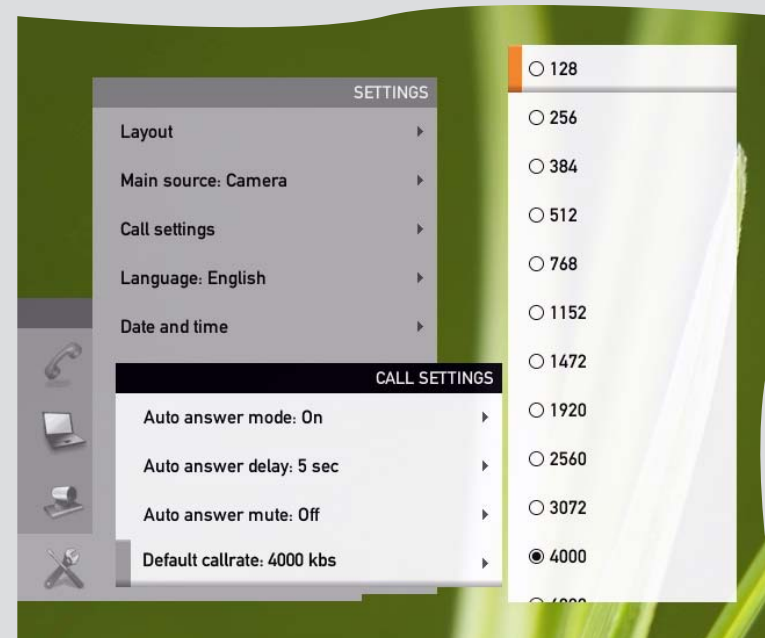 SETTINGS
Layout
Main source: Camera
Call settings
Language: English
Date and time
CALL SETTINGS
Auto answer mode: On
Auto answer delay: 5 sec
Auto answer mute: Off
Default callrate: 4000 kbs
128
256
384
512
768
1152
1472
1920
2560
3072
4000